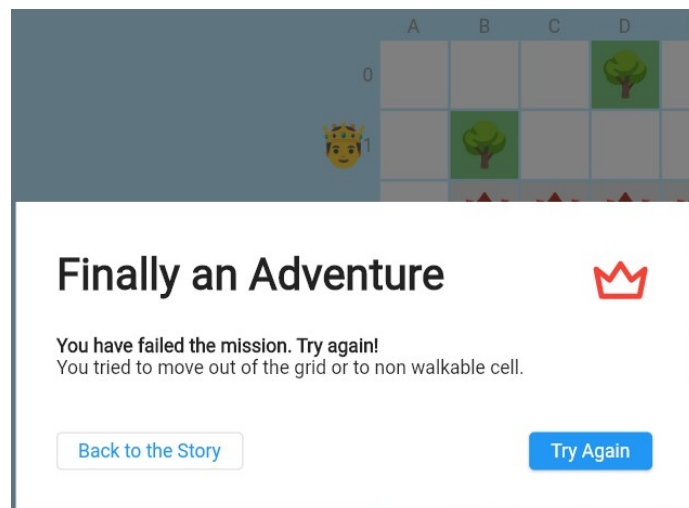 A B C D
0
1
Finally an Adventure
You have failed the mission. Try again!
You tried to move out of the grid or to non walkable cell.
Back to the Story Try Again